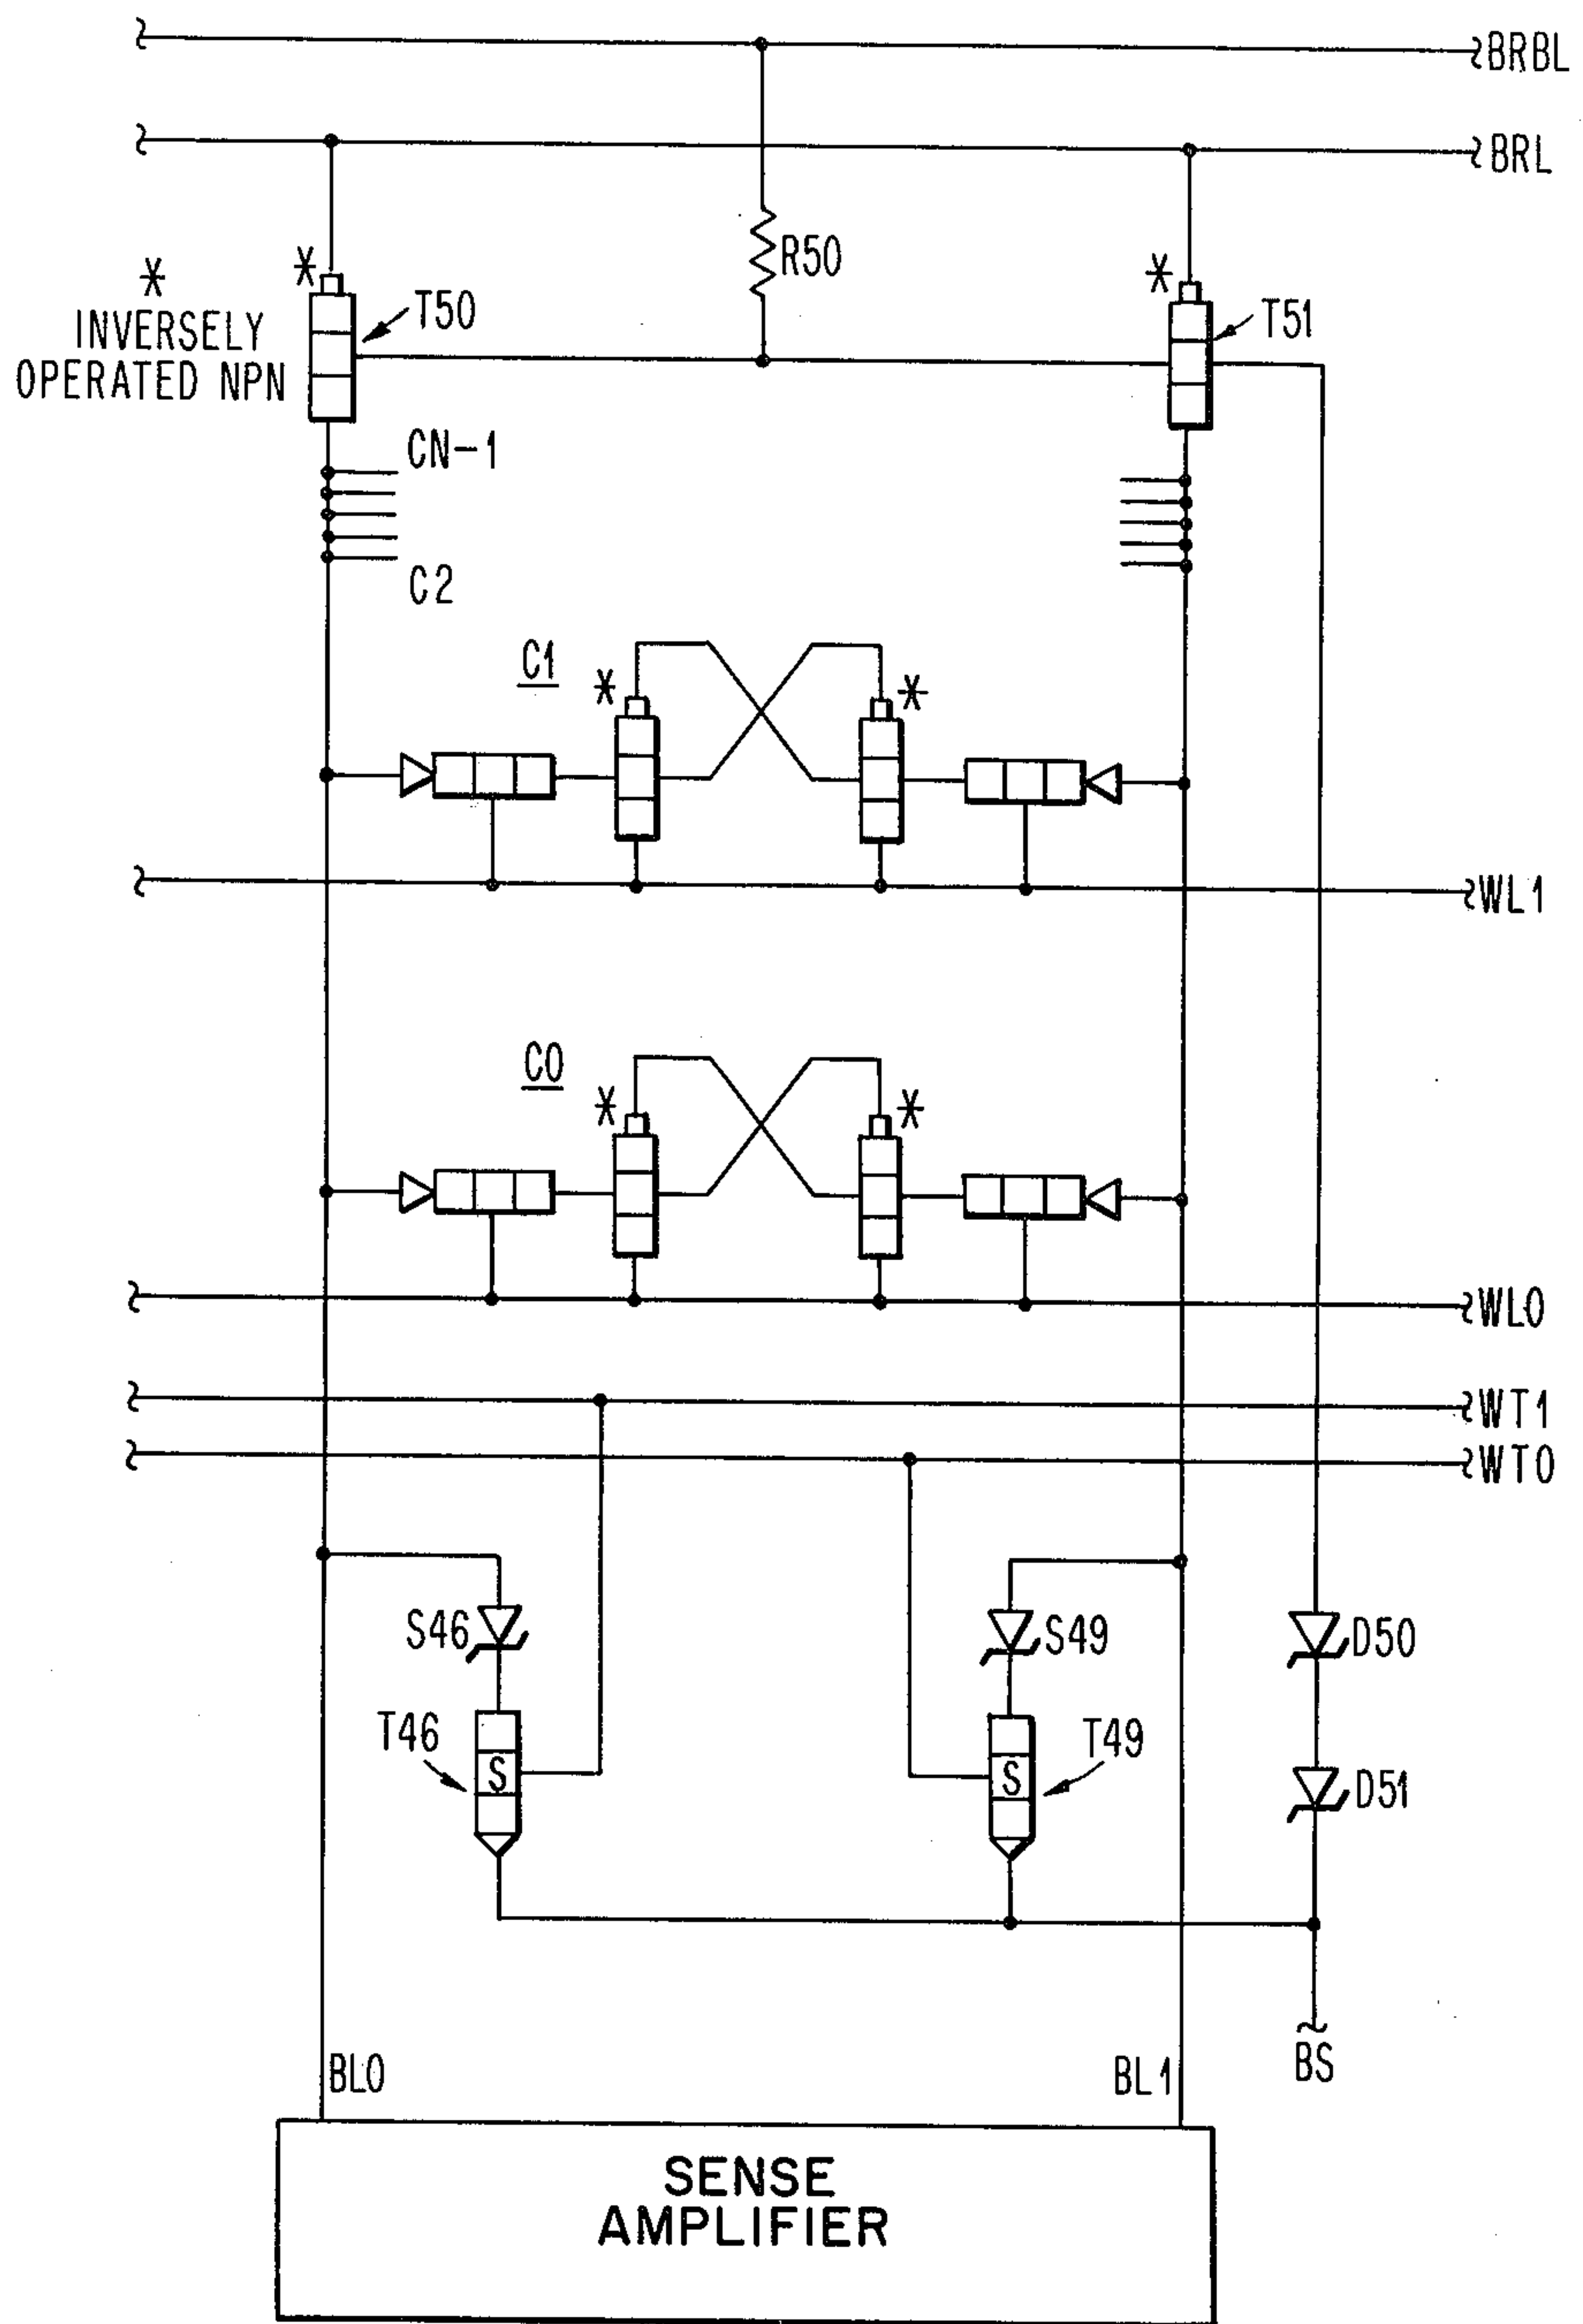 BRBL
BRL
R50
*
*
T50
*
T51
INVERSELY
OPERATED NPN
CN-1
C2
C1
*
*
WL1
C0
*
*
WL0
WT1
WT0
S46
S49
D50
T46
S
T49
S
D51
BL0
BL1
BS
SENSE
AMPLIFIER